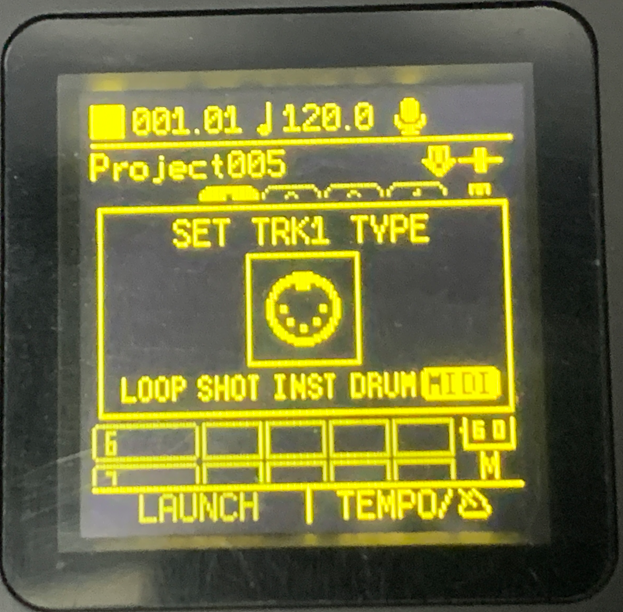 001.01 ♩120.0
Project005
SET TRK1 TYPE
LOOP SHOT INST DRUM MIDI
6
60
M
LAUNCH | TEMPO/